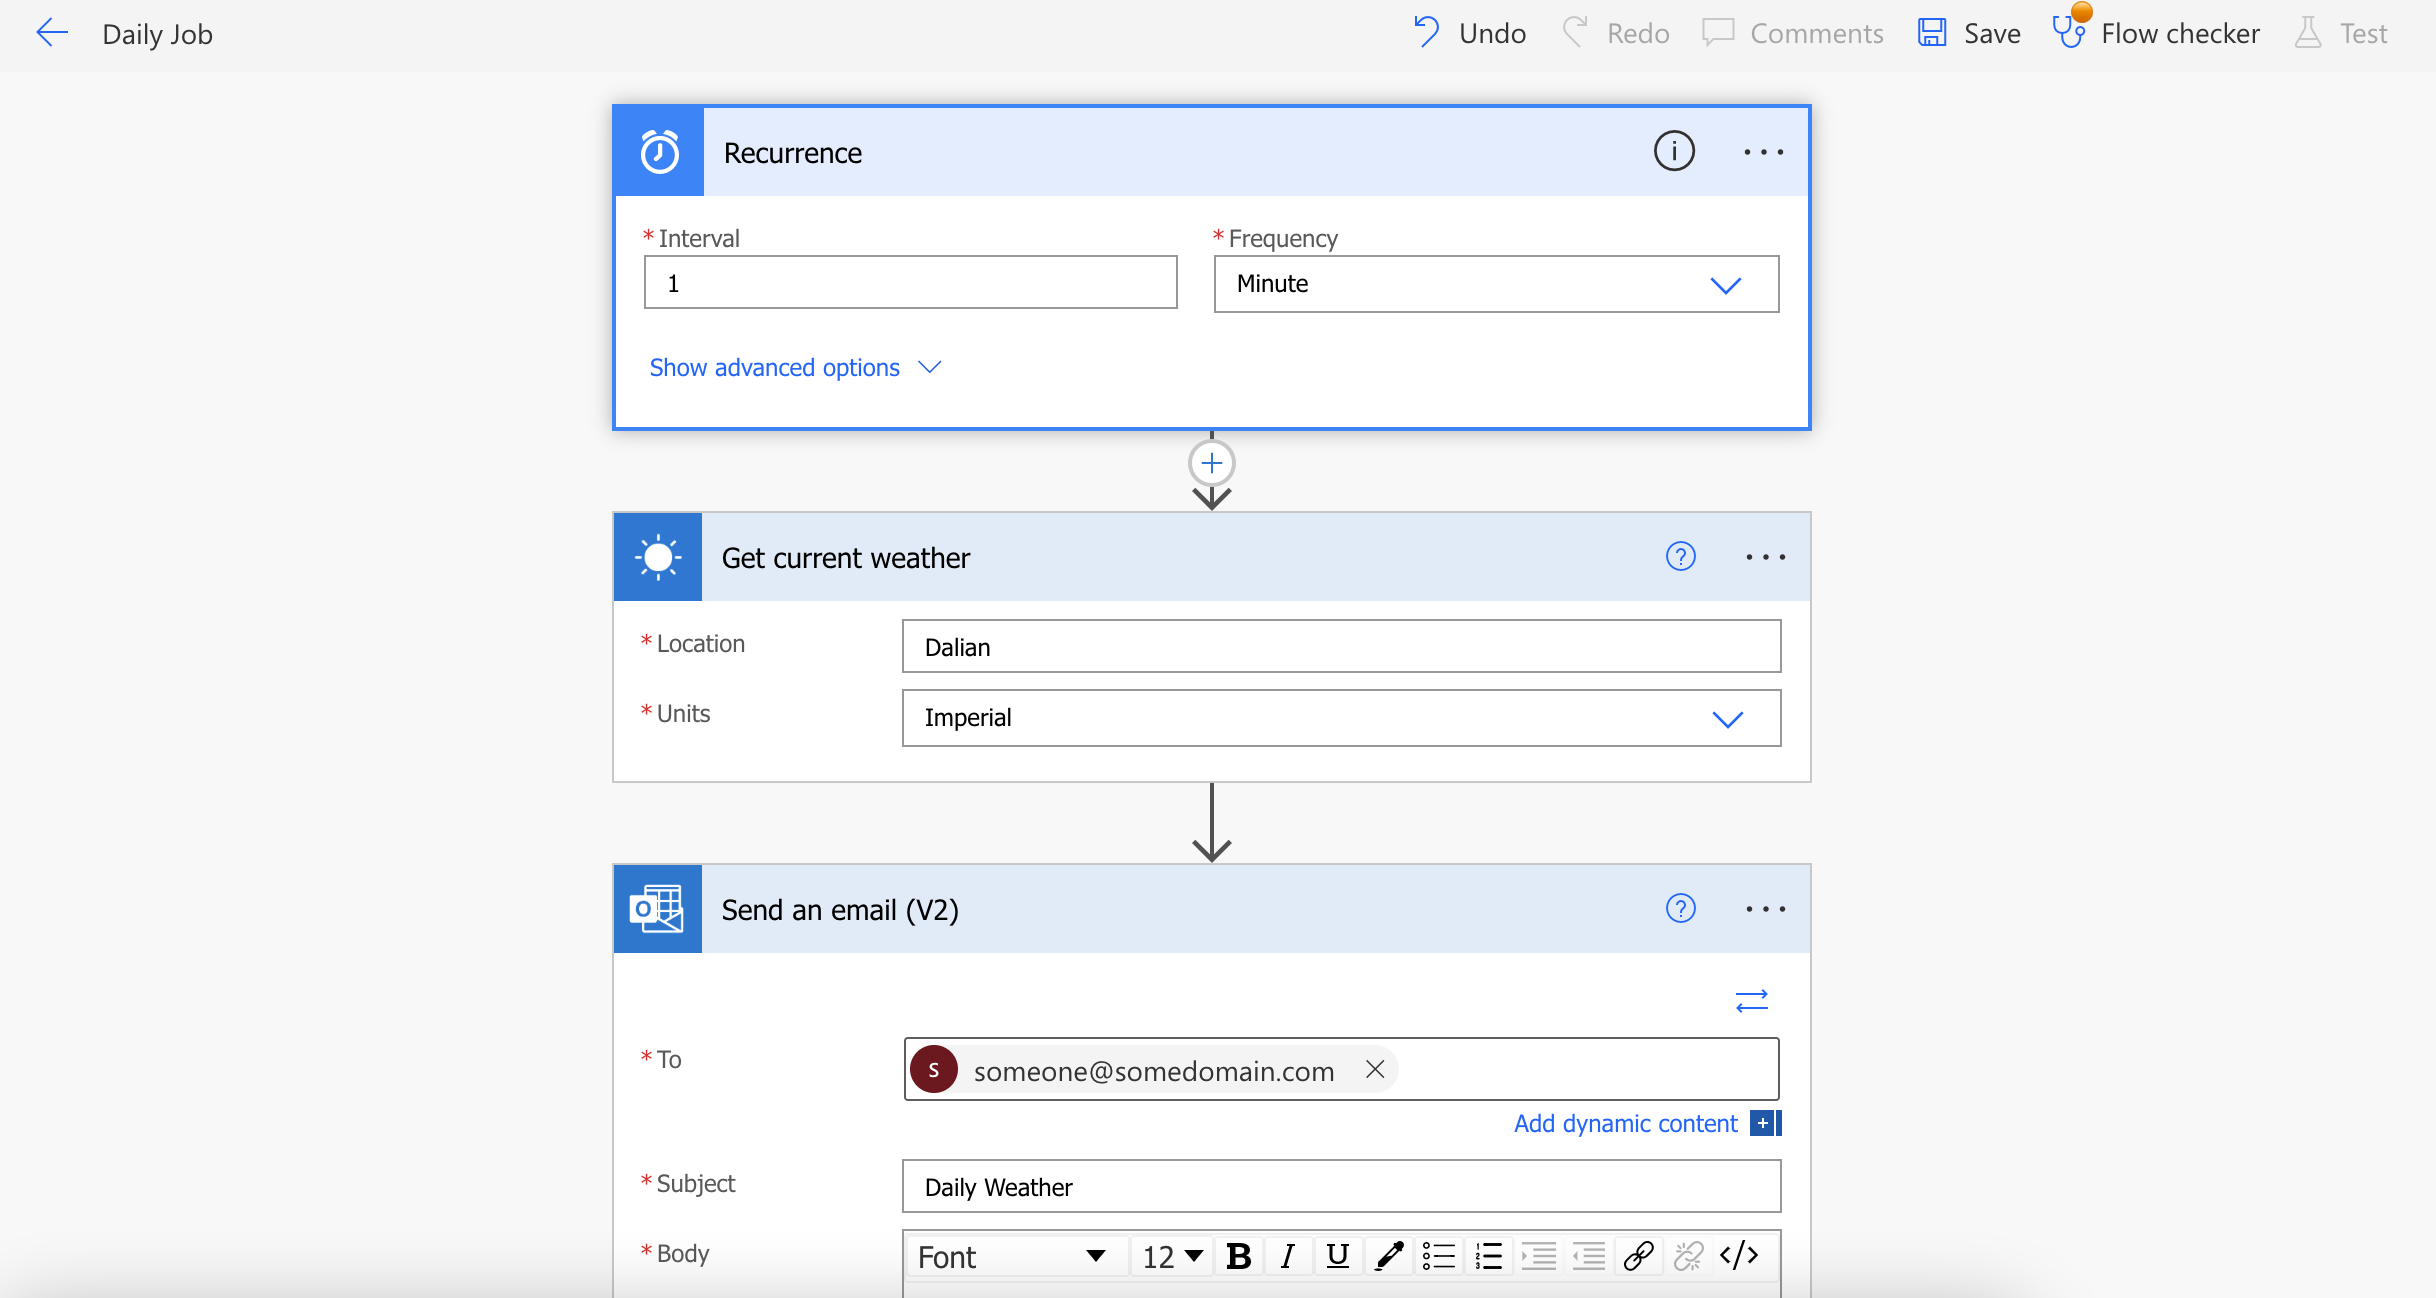 Daily Job
Undo Redo Comments Save Flow checker Test
Recurrence
* Interval * Frequency
1 Minute
Show advanced options
Get current weather
* Location Dalian
* Units Imperial
Send an email (V2)
* To S someone@somedomain.com
Add dynamic content
* Subject Daily Weather
* Body Font 12 B I U </>